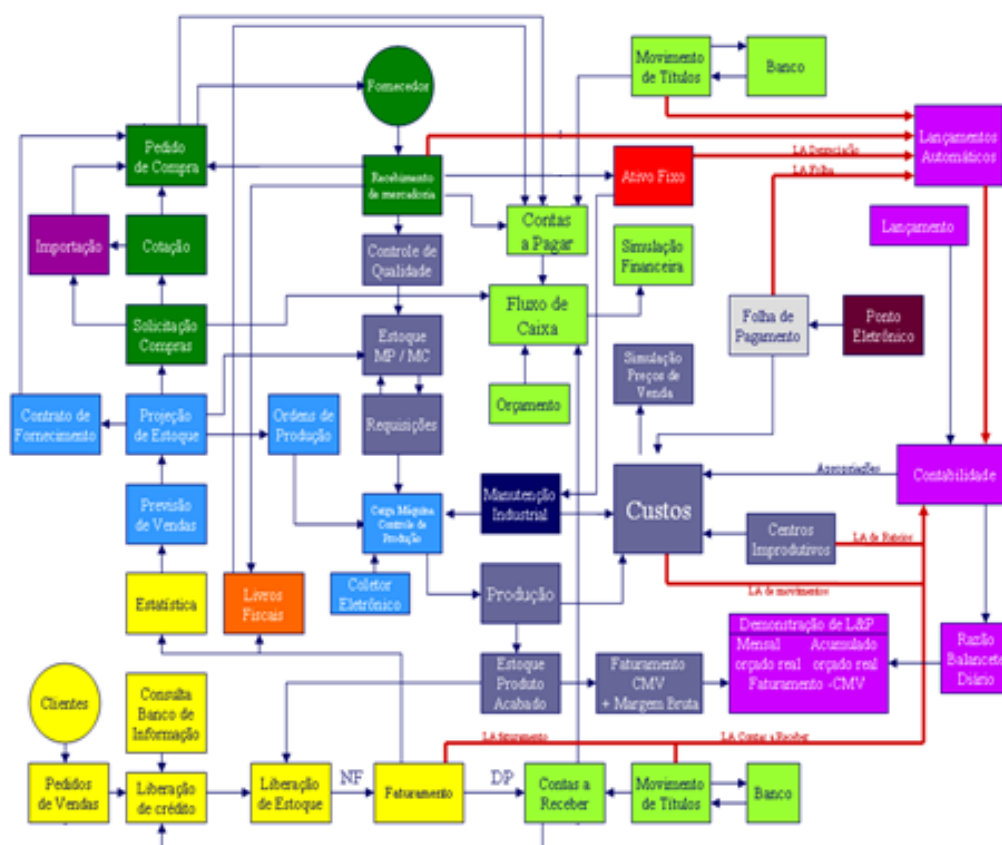 Fornecedor
Movimento
de Títulos
Banco
Pedido
de Compra
Lançamentos
Automáticos
Recebimento
de mercadoria
Ativo Fixo
LA Depreciação
LA Folha
Importação
Cotação
Controle de
Qualidade
Contas
a Pagar
Simulação
Financeira
Lançamento
Solicitação
Compras
Estoque
MP / MC
Fluxo de
Caixa
Folha de
Pagamento
Ponto
Eletrônico
Simulação
Preços de
Venda
Contrato de
Fornecimento
Projeção
de Estoque
Ordens de
Produção
Requisições
Orçamento
Apropriações
Contabilidade
Previsão
de Vendas
Carga Máquina
Controle de
Produção
Manutenção
Industrial
Custos
Centros
Improdutivos
LA de Rateios
Estatística
Livros
Fiscais
Coletor
Eletrônico
Produção
LA de movimentos
Clientes
Consulta
Banco de
Informação
Estoque
Produto
Acabado
Faturamento
CMV
+ Margem Bruta
Demonstração de L&P
Mensal Acumulado
orçado real orçado real
Faturamento -CMV
Razão
Balancete
Diário
LA faturamento
LA Contas a Receber
Pedidos
de Vendas
Liberação
de crédito
Liberação
de Estoque
NF
Faturamento
DP
Contas a
Receber
Movimento
de Títulos
Banco